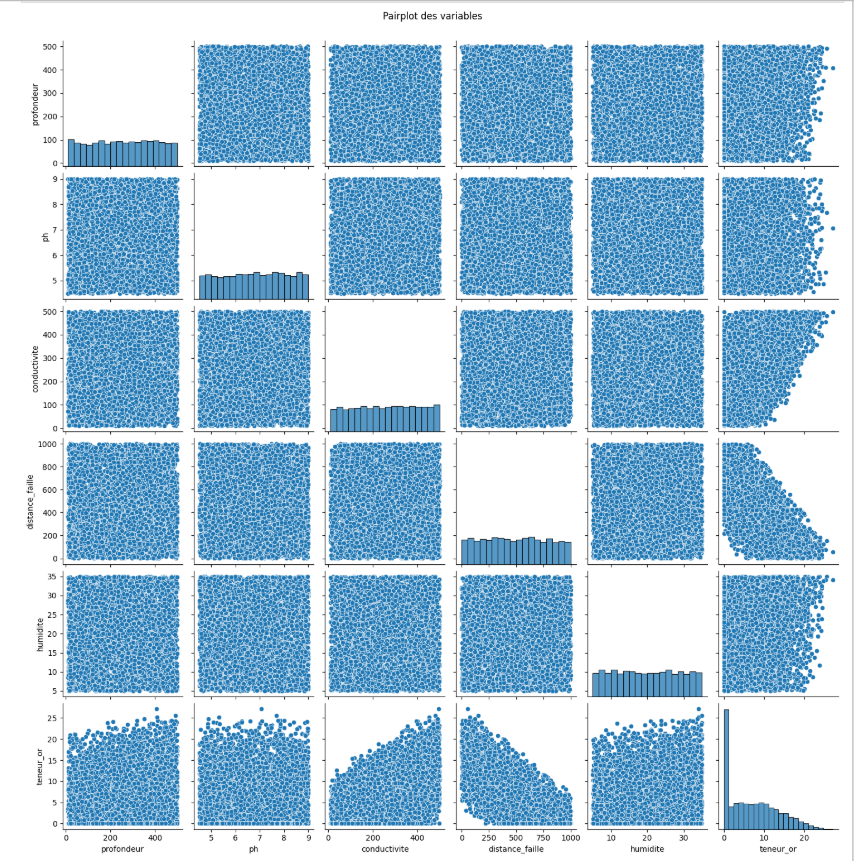 Pairplot des variables
500
400
300
200
100
0
profondeur
9
8
7
6
5
ph
500
400
300
200
100
0
conductivite
1000
800
600
400
200
0
distance_faille
35
30
25
20
15
10
5
humidite
25
20
15
10
5
0
teneur_or
200 400
5 6 7 8 9
0 200 400
0 250 500 750 1000
10 20 30
0 10 20
profondeur ph conductivite distance_faille humidite teneur_or